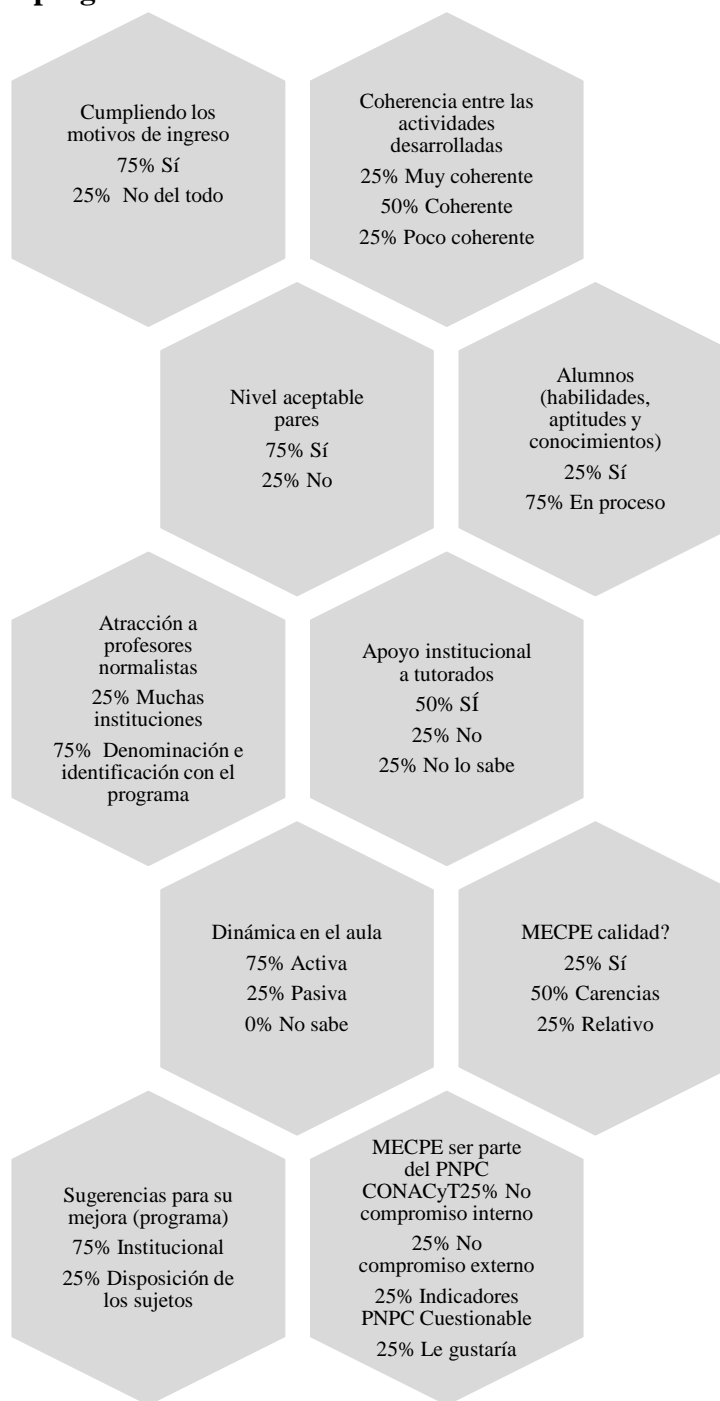 Cumpliendo los
motivos de ingreso
75% Sí
25% No del todo
Coherencia entre las
actividades
desarrolladas
25% Muy coherente
50% Coherente
25% Poco coherente
Nivel aceptable
pares
75% Sí
25% No
Alumnos
(habilidades,
aptitudes y
conocimientos)
25% Sí
75% En proceso
Atracción a
profesores
normalistas
25% Muchas
instituciones
75% Denominación e
identificación con el
programa
Apoyo institucional
a tutorados
50% SÍ
25% No
25% No lo sabe
Dinámica en el aula
75% Activa
25% Pasiva
0% No sabe
MECPE calidad?
25% Sí
50% Carencias
25% Relativo
Sugerencias para su
mejora (programa)
75% Institucional
25% Disposición de
los sujetos
MECPE ser parte
del PNPC
CONACyT25% No
compromiso interno
25% No
compromiso externo
25% Indicadores
PNPC Cuestionable
25% Le gustaría